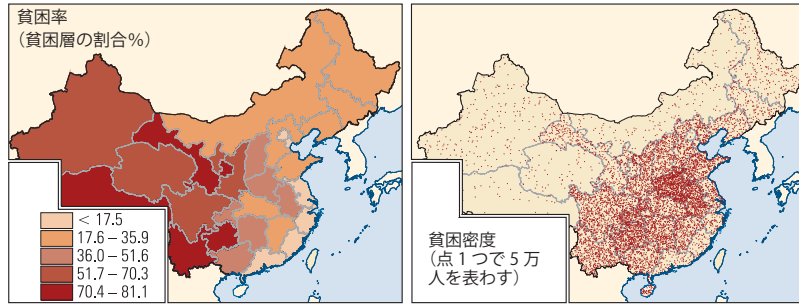 貧困率
（貧困層の割合%）
< 17.5
17.6 – 35.9
36.0 – 51.6
51.7 – 70.3
70.4 – 81.1
貧困密度
（点１つで５万
人を表わす）